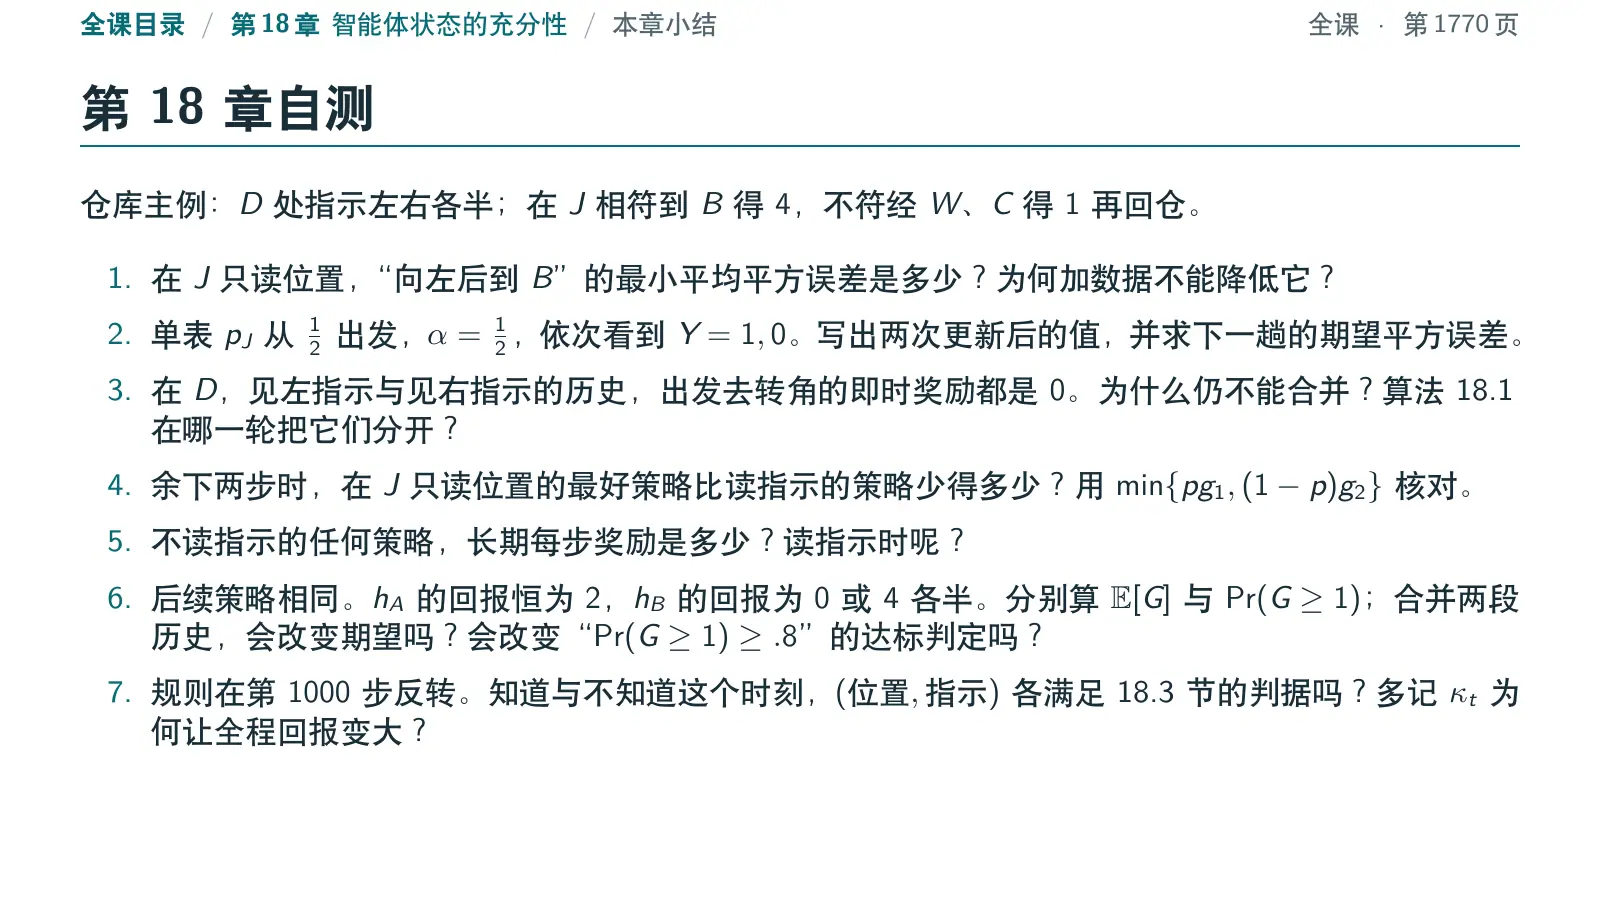 全课目录 / 第 18 章 智能体状态的充分性 / 本章小结
全课 · 第 1770 页
第 18 章自测
仓库主例：D 处指示左右各半；在 J 相符到 B 得 4，不符经 W、C 得 1 再回仓。
1. 在 J 只读位置，“向左后到 B” 的最小平均平方误差是多少？为何加数据不能降低它？
2. 单表 p_J 从 1/2 出发，α = 1/2，依次看到 Y = 1, 0。写出两次更新后的值，并求下一趟的期望平方误差。
3. 在 D，见左指示与见右指示的历史，出发去转角的即时奖励都是 0。为什么仍不能合并？算法 18.1
在哪一轮把它们分开？
4. 余下两步时，在 J 只读位置的最好策略比读指示的策略少得多少？用 min{pg₁, (1 − p)g₂} 核对。
5. 不读指示的任何策略，长期每步奖励是多少？读指示时呢？
6. 后续策略相同。h_A 的回报恒为 2，h_B 的回报为 0 或 4 各半。分别算 𝔼[G] 与 Pr(G ≥ 1)；合并两段
历史，会改变期望吗？会改变 “Pr(G ≥ 1) ≥ .8” 的达标判定吗？
7. 规则在第 1000 步反转。知道与不知道这个时刻，(位置, 指示) 各满足 18.3 节的判据吗？多记 κ_t 为
何让全程回报变大？